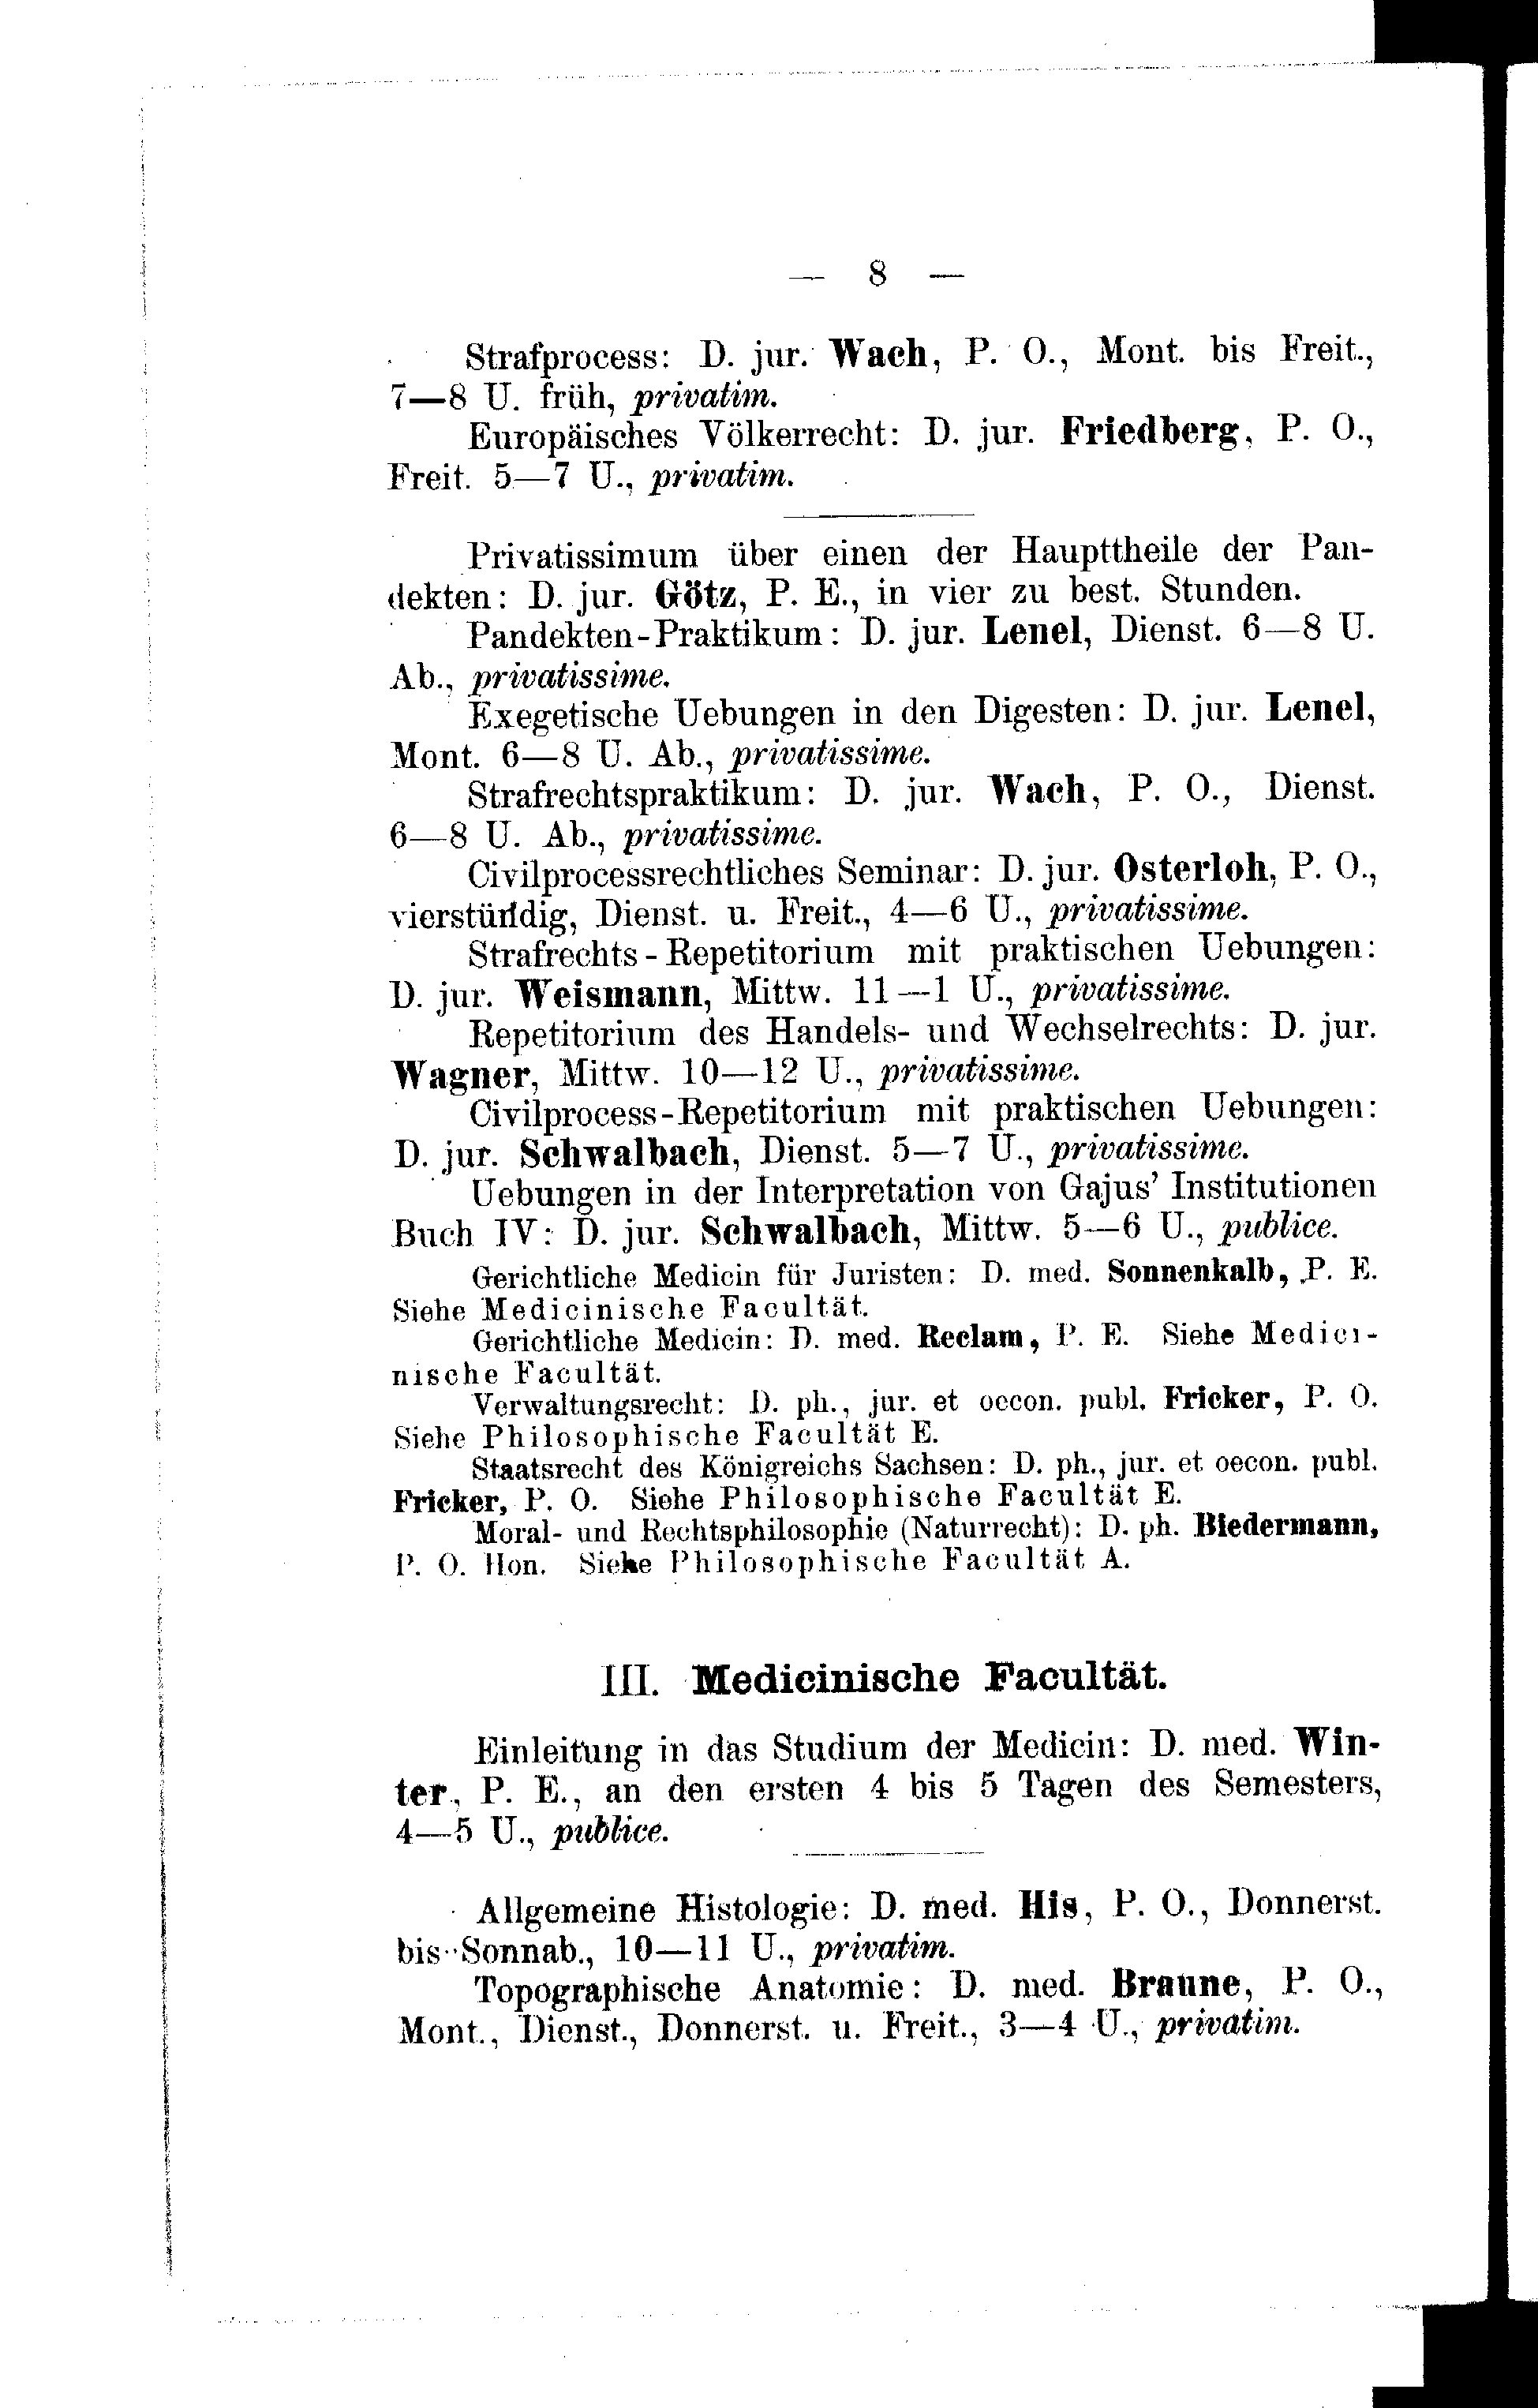 — 8 —
Strafprocess: D. jur. Wach, P. O., Mont. bis Freit.,
7—8 U. früh, privatim.
Europäisches Völkerrecht: D. jur. Friedberg, P. O.,
Freit. 5—7 U., privatim.
Privatissimum über einen der Haupttheile der Pan-
dekten: D. jur. Götz, P. E., in vier zu best. Stunden.
Pandekten-Praktikum: D. jur. Lenel, Dienst. 6—8 U.
Ab., privatissime.
Exegetische Uebungen in den Digesten: D. jur. Lenel,
Mont. 6—8 U. Ab., privatissime.
Strafrechtspraktikum: D. jur. Wach, P. O., Dienst.
6—8 U. Ab., privatissime.
Civilprocessrechtliches Seminar: D. jur. Osterloh, P. O.,
vierstündig, Dienst. u. Freit., 4—6 U., privatissime.
Strafrechts-Repetitorium mit praktischen Uebungen:
D. jur. Weismann, Mittw. 11—1 U., privatissime.
Repetitorium des Handels- und Wechselrechts: D. jur.
Wagner, Mittw. 10—12 U., privatissime.
Civilprocess-Repetitorium mit praktischen Uebungen:
D. jur. Schwalbach, Dienst. 5—7 U., privatissime.
Uebungen in der Interpretation von Gajus' Institutionen
Buch IV: D. jur. Schwalbach, Mittw. 5—6 U., publice.
Gerichtliche Medicin für Juristen: D. med. Sonnenkalb, P. E.
Siehe Medicinische Facultät.
Gerichtliche Medicin: D. med. Reclam, P. E. Siehe Medici-
nische Facultät.
Verwaltungsrecht: D. ph., jur. et oecon. publ. Fricker, P. O.
Siehe Philosophische Facultät E.
Staatsrecht des Königreichs Sachsen: D. ph., jur. et oecon. publ.
Fricker, P. O. Siehe Philosophische Facultät E.
Moral- und Rechtsphilosophie (Naturrecht): D. ph. Biedermann,
P. O. Hon. Siehe Philosophische Facultät A.
III. Medicinische Facultät.
Einleitung in das Studium der Medicin: D. med. Win-
ter, P. E., an den ersten 4 bis 5 Tagen des Semesters,
4—5 U., publice.
Allgemeine Histologie: D. med. His, P. O., Donnerst.
bis Sonnab., 10—11 U., privatim.
Topographische Anatomie: D. med. Braune, P. O.,
Mont., Dienst., Donnerst. u. Freit., 3—4 U., privatim.